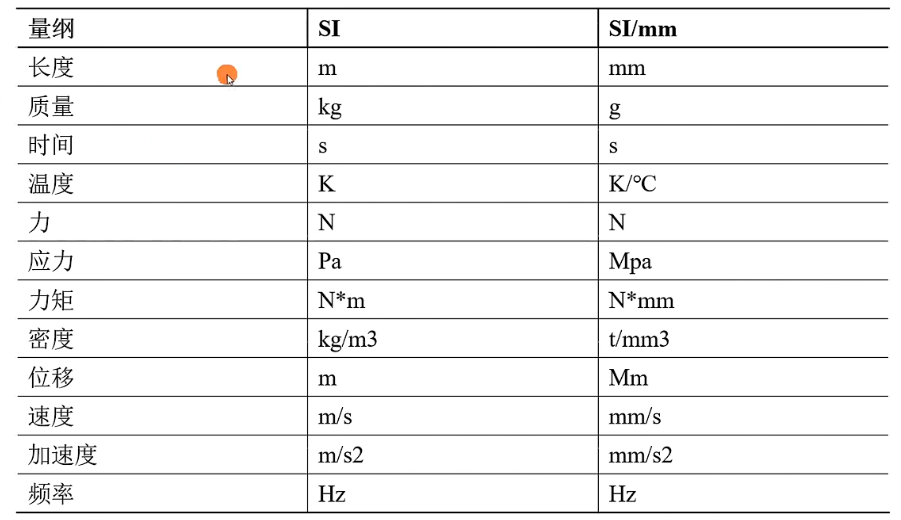 量纲 SI SI/mm
长度 m mm
质量 kg g
时间 s s
温度 K K/℃
力 N N
应力 Pa Mpa
力矩 N*m N*mm
密度 kg/m3 t/mm3
位移 m Mm
速度 m/s mm/s
加速度 m/s2 mm/s2
频率 Hz Hz